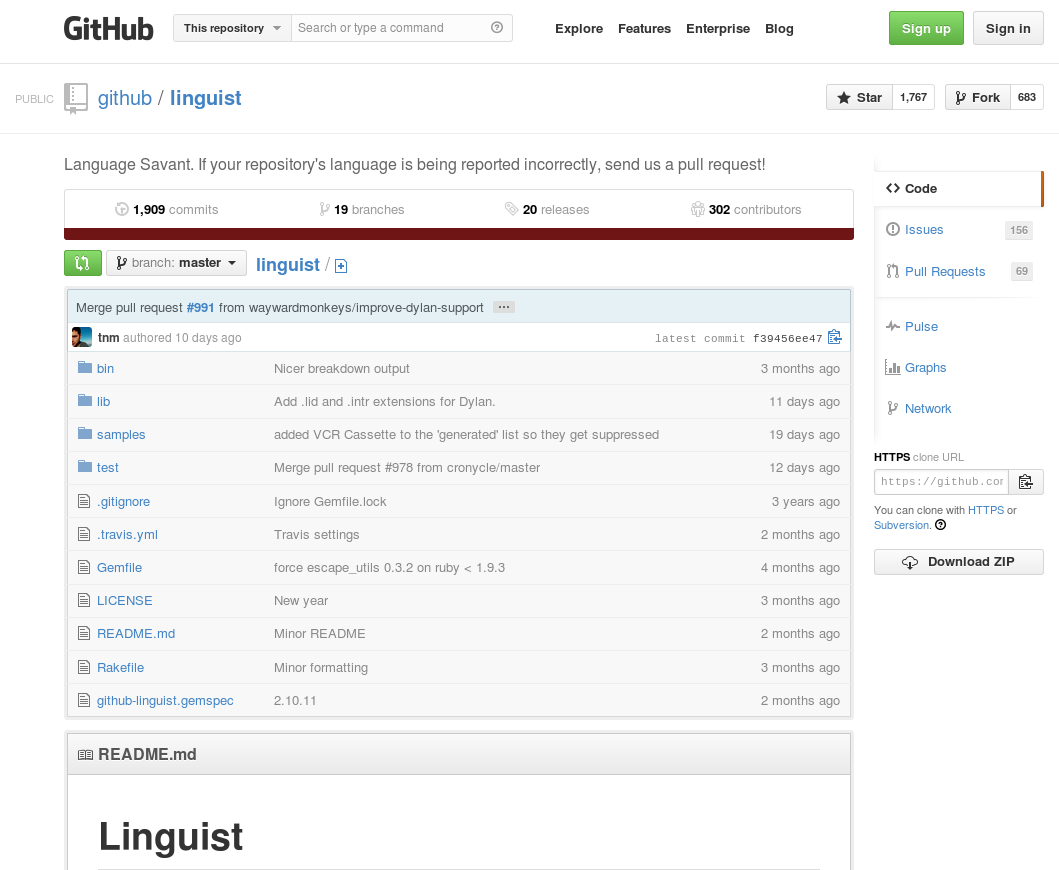 GitHub This repository Search or type a command Explore Features Enterprise Blog Sign up Sign in
PUBLIC github / linguist Star 1,767 Fork 683
Language Savant. If your repository's language is being reported incorrectly, send us a pull request!
1,909 commits 19 branches 20 releases 302 contributors
branch: master linguist /
Merge pull request #991 from waywardmonkeys/improve-dylan-support ...
tnm authored 10 days ago latest commit f39456ee47
bin Nicer breakdown output 3 months ago
lib Add .lid and .intr extensions for Dylan. 11 days ago
samples added VCR Cassette to the 'generated' list so they get suppressed 19 days ago
test Merge pull request #978 from cronycle/master 12 days ago
.gitignore Ignore Gemfile.lock 3 years ago
.travis.yml Travis settings 2 months ago
Gemfile force escape_utils 0.3.2 on ruby < 1.9.3 4 months ago
LICENSE New year 3 months ago
README.md Minor README 2 months ago
Rakefile Minor formatting 3 months ago
github-linguist.gemspec 2.10.11 2 months ago
README.md
Linguist
Code
Issues 156
Pull Requests 69
Pulse
Graphs
Network
HTTPS clone URL
https://github.con
You can clone with HTTPS or
Subversion.
Download ZIP